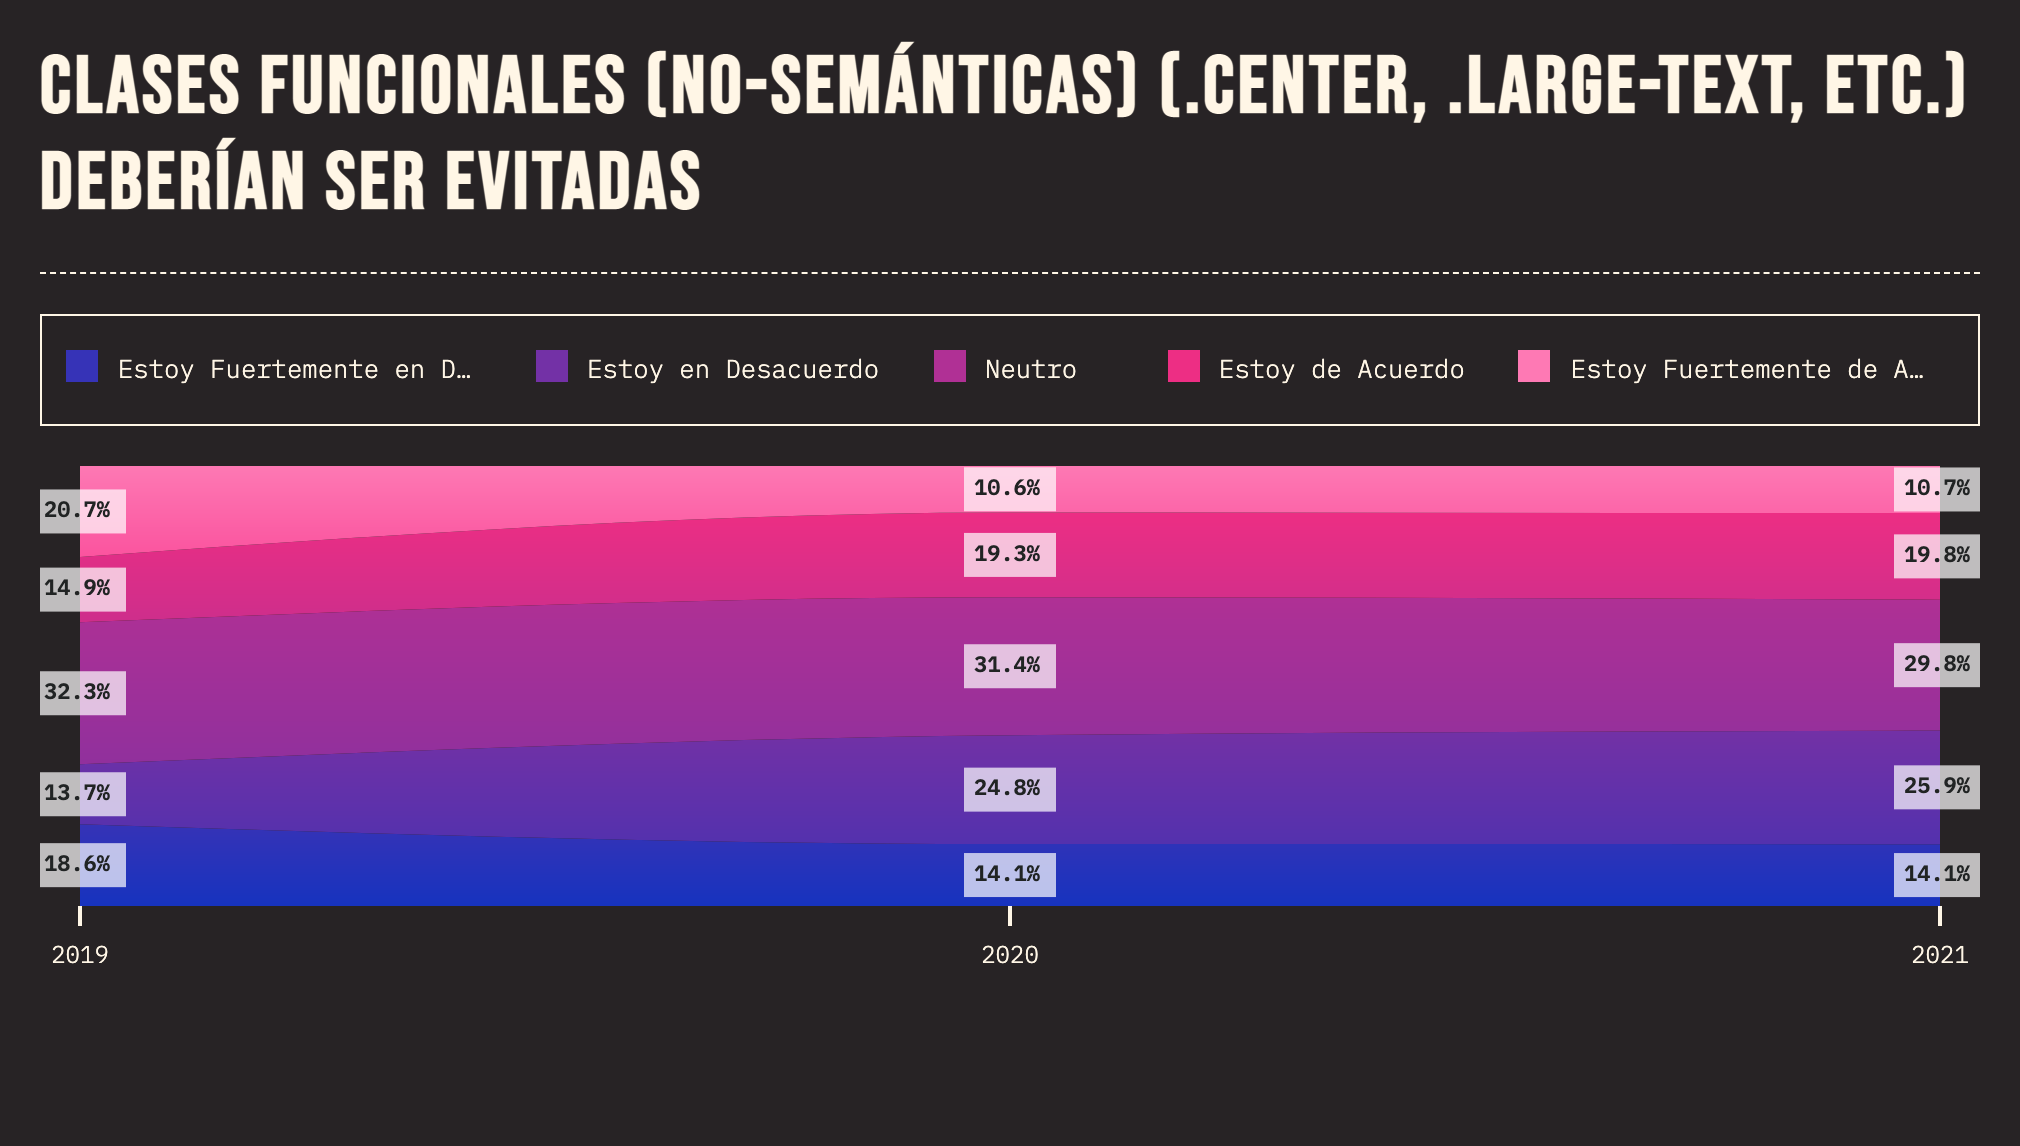 CLASES FUNCIONALES (NO-SEMÁNTICAS) (.CENTER, .LARGE-TEXT, ETC.)
DEBERÍAN SER EVITADAS
Estoy Fuertemente en D… Estoy en Desacuerdo Neutro Estoy de Acuerdo Estoy Fuertemente de A…
20.7% 10.6% 10.7%
14.9% 19.3% 19.8%
32.3% 31.4% 29.8%
13.7% 24.8% 25.9%
18.6% 14.1% 14.1%
2019 2020 2021